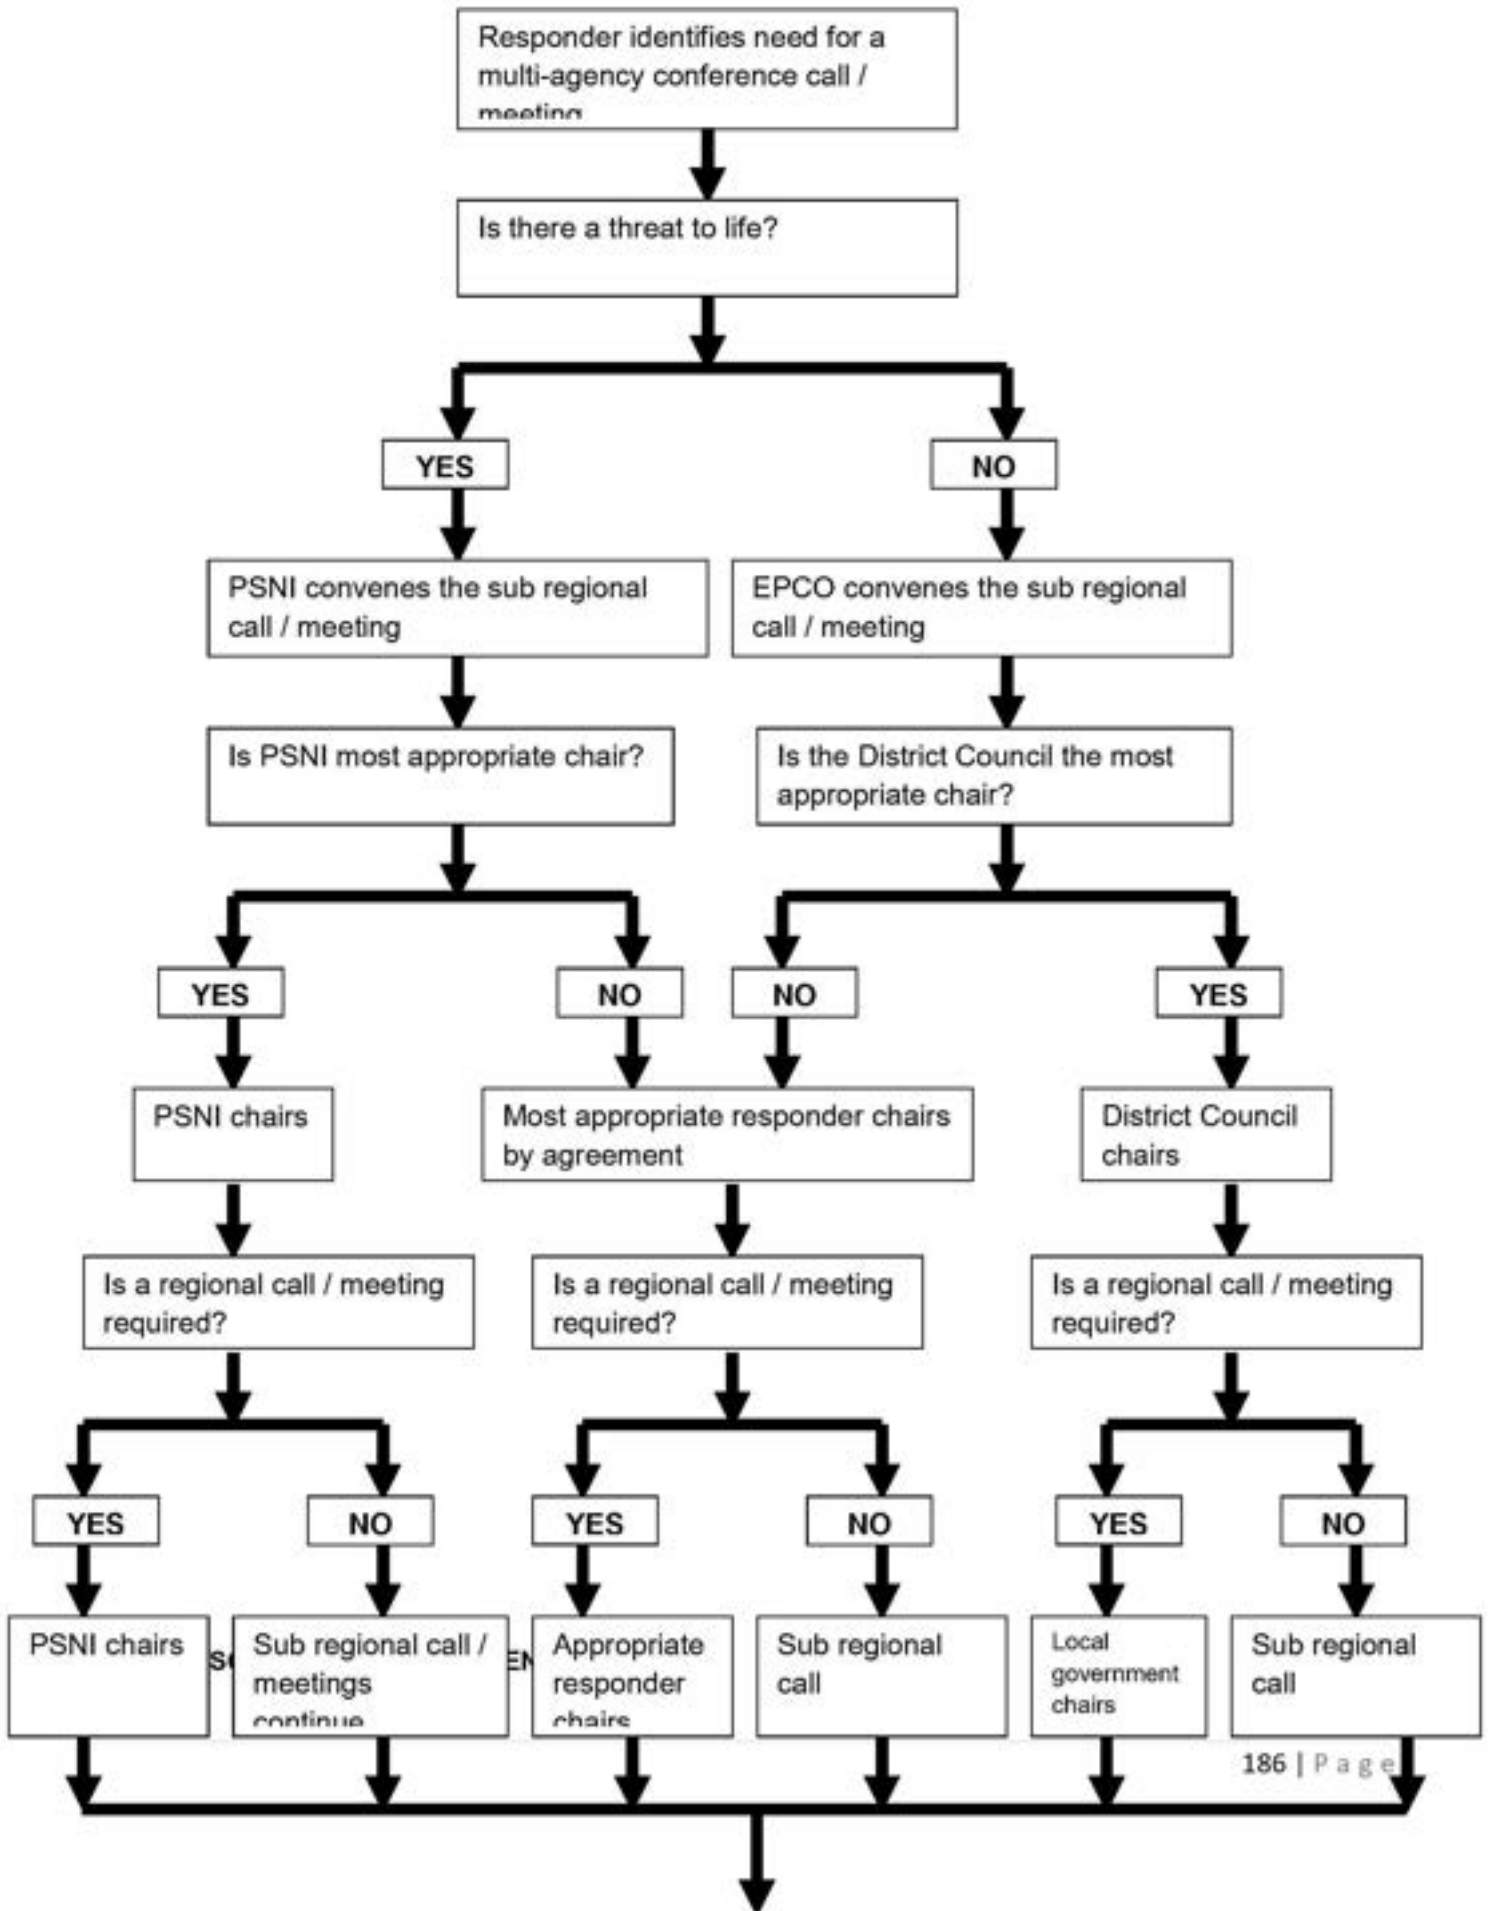 Responder identifies need for a
multi-agency conference call /
meeting
Is there a threat to life?
YES
NO
PSNI convenes the sub regional
call / meeting
EPCO convenes the sub regional
call / meeting
Is PSNI most appropriate chair?
Is the District Council the most
appropriate chair?
YES
NO
NO
YES
PSNI chairs
Most appropriate responder chairs
by agreement
District Council
chairs
Is a regional call / meeting
required?
Is a regional call / meeting
required?
Is a regional call / meeting
required?
YES
NO
YES
NO
YES
NO
PSNI chairs
Sub regional call /
meetings
continue
Appropriate
responder
chairs
Sub regional
call
Local
government
chairs
Sub regional
call
186 | Page